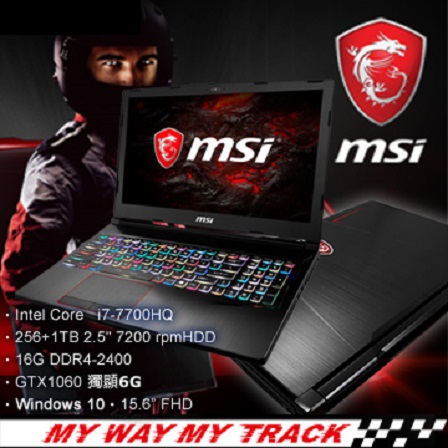 msi
msi
msi
· Intel Core i7-7700HQ
· 256+1TB 2.5" 7200 rpmHDD
· 16G DDR4-2400
· GTX1060 獨顯6G
· Windows 10 · 15.6" FHD
MY WAY MY TRACK